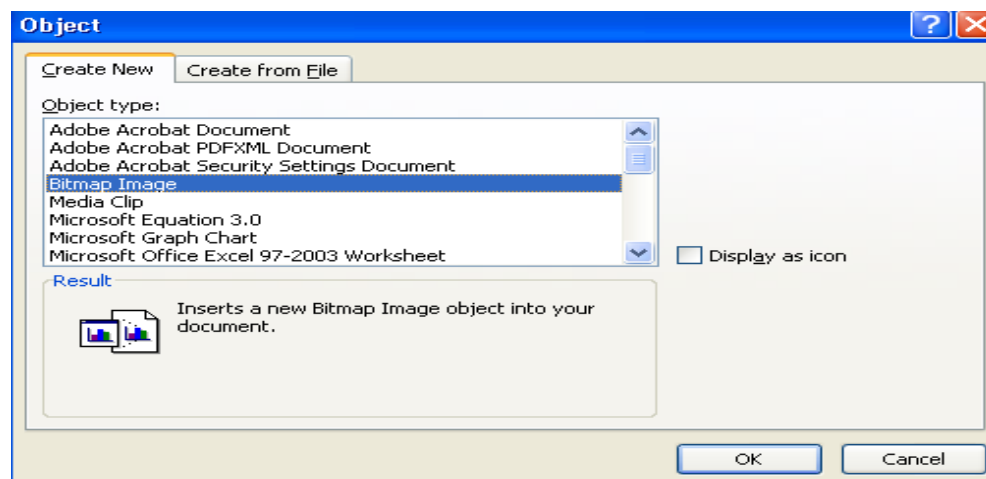 Object
Create New
Create from File
Object type:
Adobe Acrobat Document
Adobe Acrobat PDFXML Document
Adobe Acrobat Security Settings Document
Bitmap Image
Media Clip
Microsoft Equation 3.0
Microsoft Graph Chart
Microsoft Office Excel 97-2003 Worksheet
Display as icon
Result
Inserts a new Bitmap Image object into your
document.
OK
Cancel